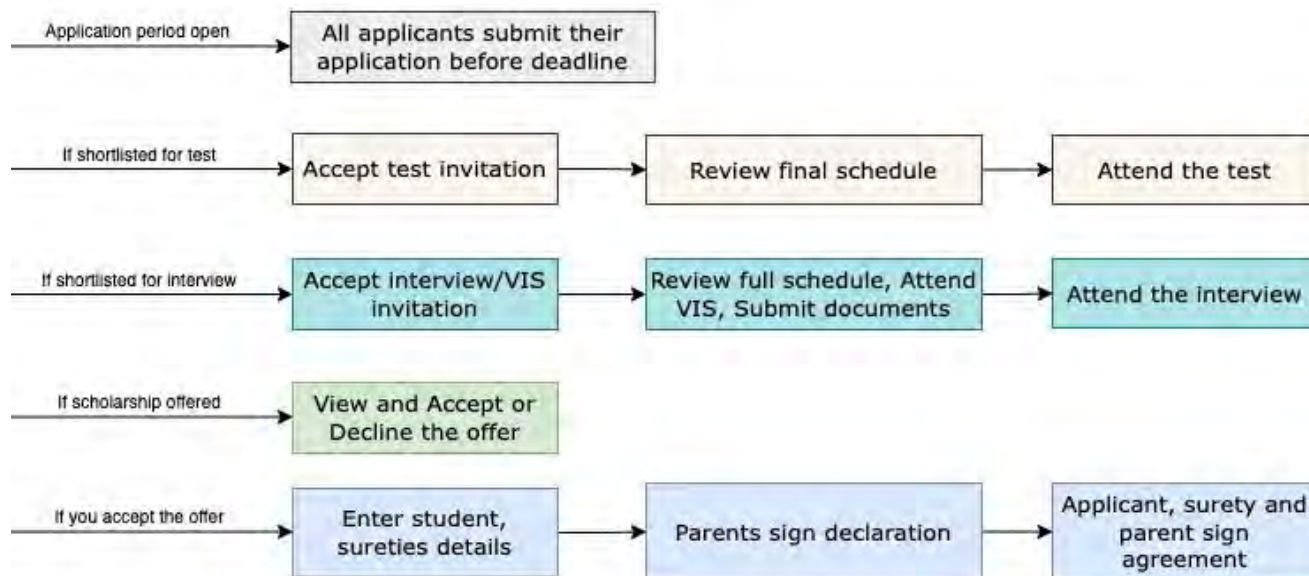 Application period open
All applicants submit their
application before deadline
If shortlisted for test
Accept test invitation
Review final schedule
Attend the test
If shortlisted for interview
Accept interview/VIS
invitation
Review full schedule, Attend
VIS, Submit documents
Attend the interview
If scholarship offered
View and Accept or
Decline the offer
If you accept the offer
Enter student,
sureties details
Parents sign declaration
Applicant, surety and
parent sign
agreement